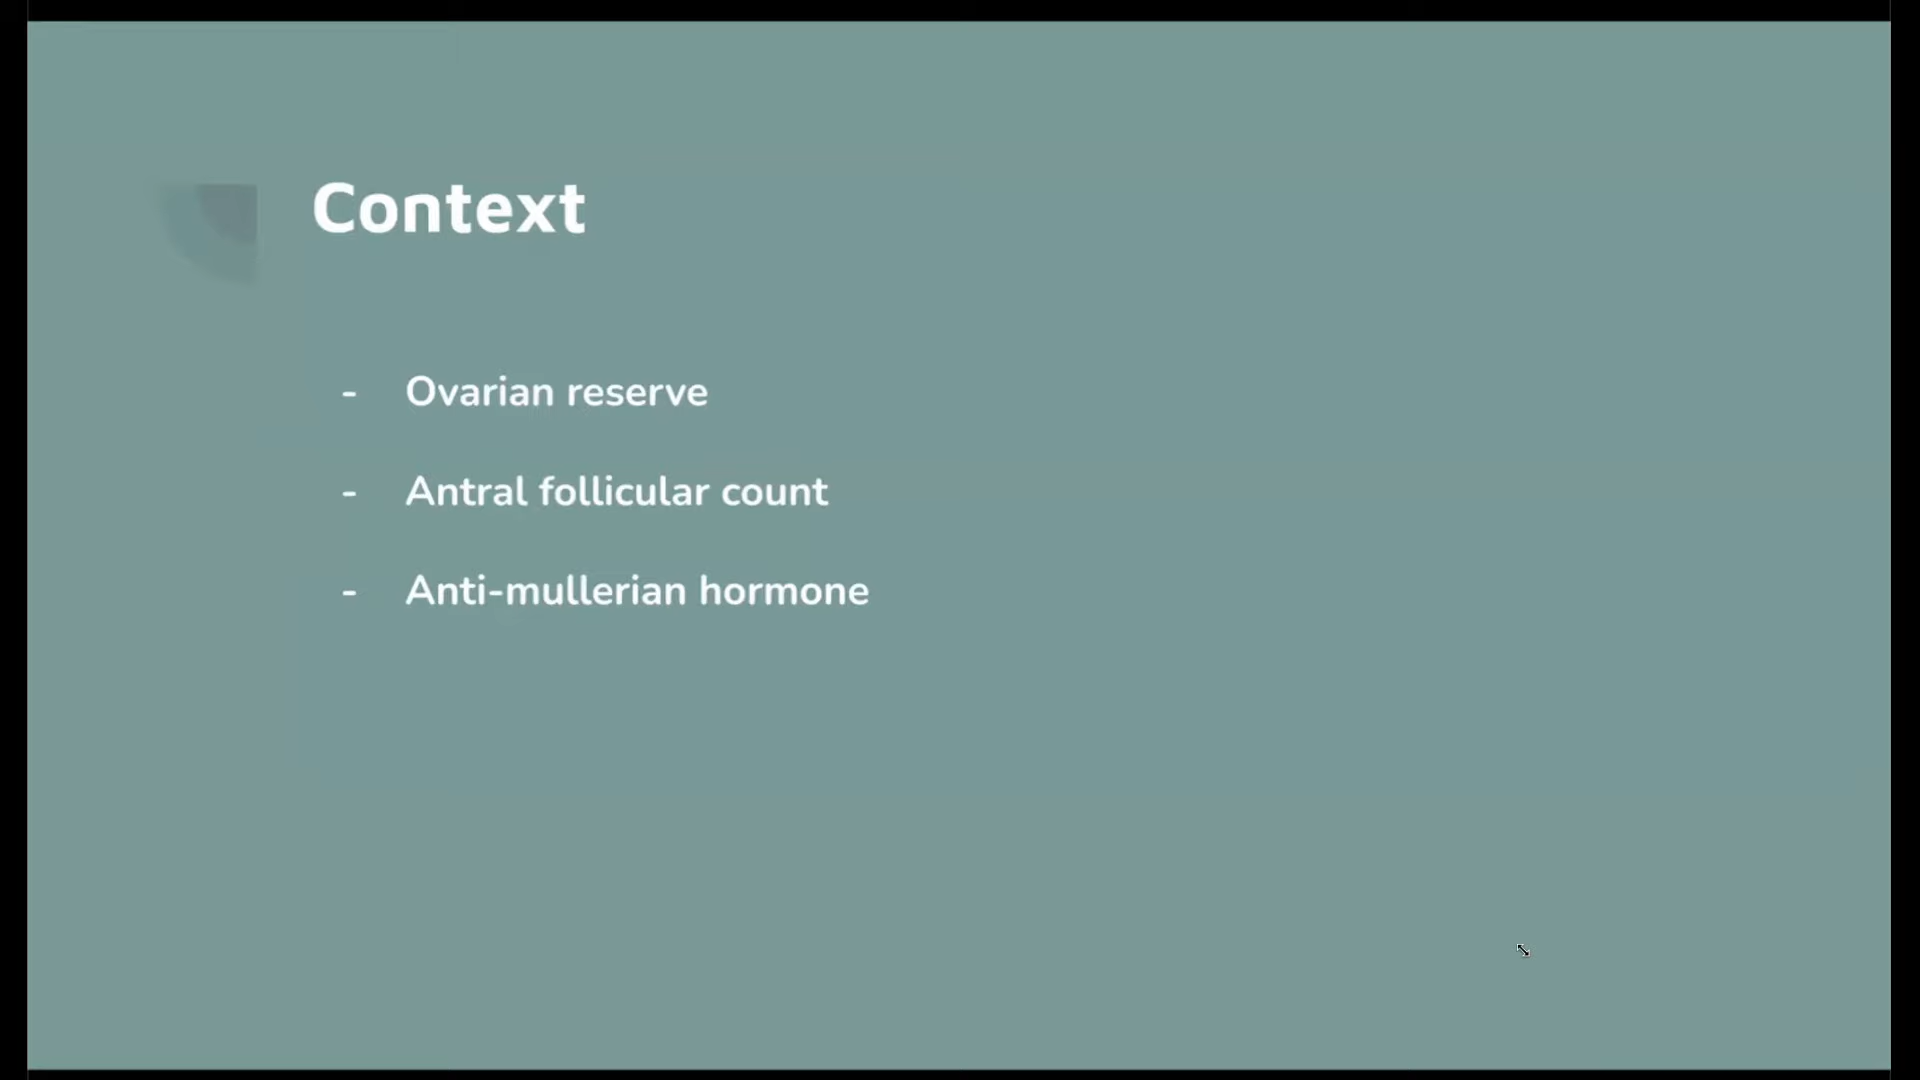 Context
- Ovarian reserve
- Antral follicular count
- Anti-mullerian hormone